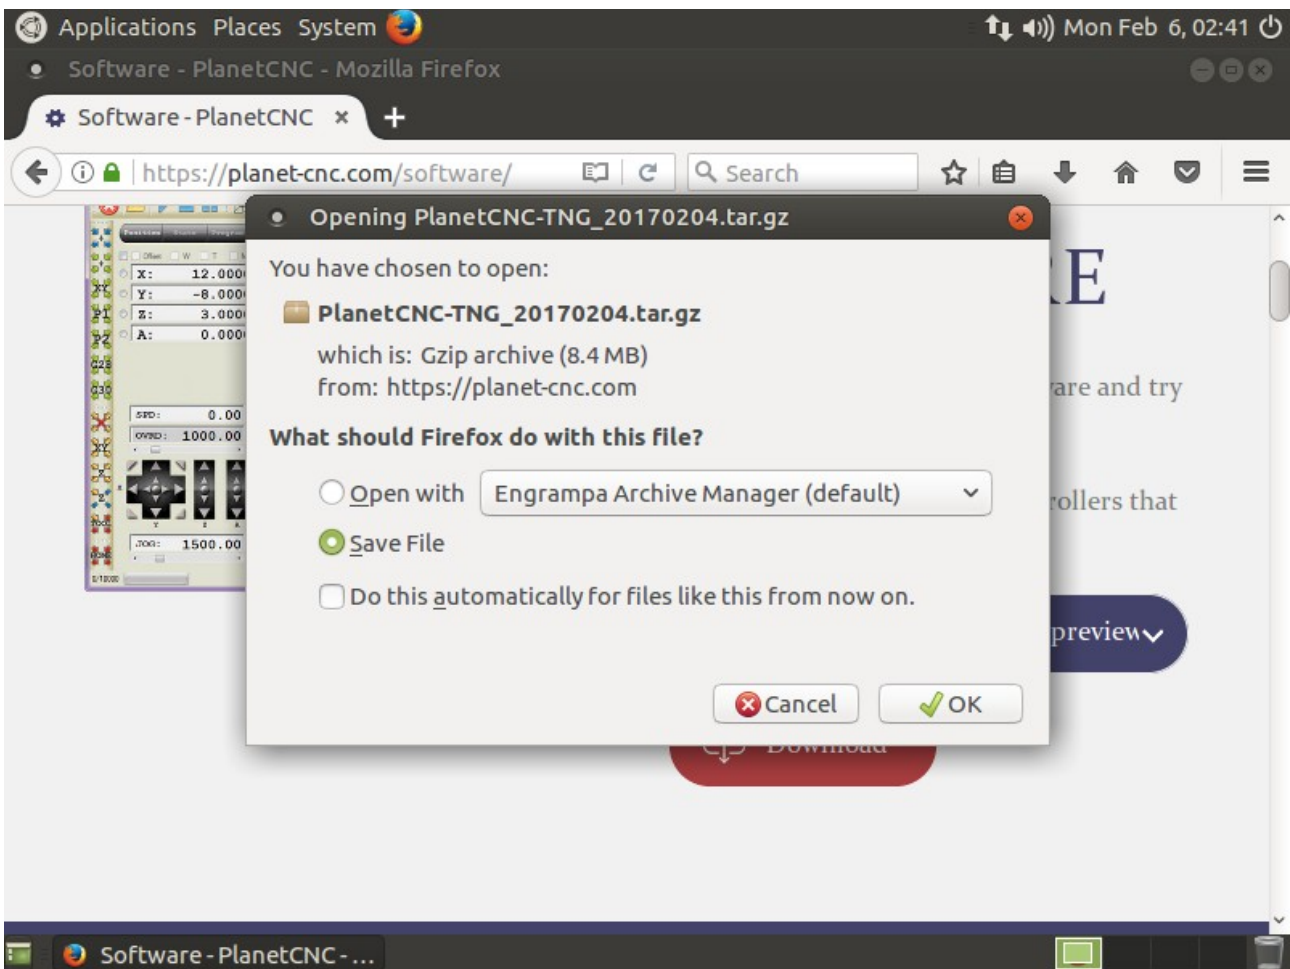 Applications Places System
Mon Feb 6, 02:41
Software - PlanetCNC - Mozilla Firefox
Software - PlanetCNC
https://planet-cnc.com/software/
Search
Opening PlanetCNC-TNG_20170204.tar.gz
You have chosen to open:
PlanetCNC-TNG_20170204.tar.gz
which is: Gzip archive (8.4 MB)
from: https://planet-cnc.com
What should Firefox do with this file?
Open with Engrampa Archive Manager (default)
Save File
Do this automatically for files like this from now on.
Cancel OK
RE
are and try
rollers that
preview
Download
X: 12.000
Y: -8.000
Z: 3.000
A: 0.000
SPD: 0.00
OVRD: 1000.00
JOG: 1500.00
Software - PlanetCNC - ...